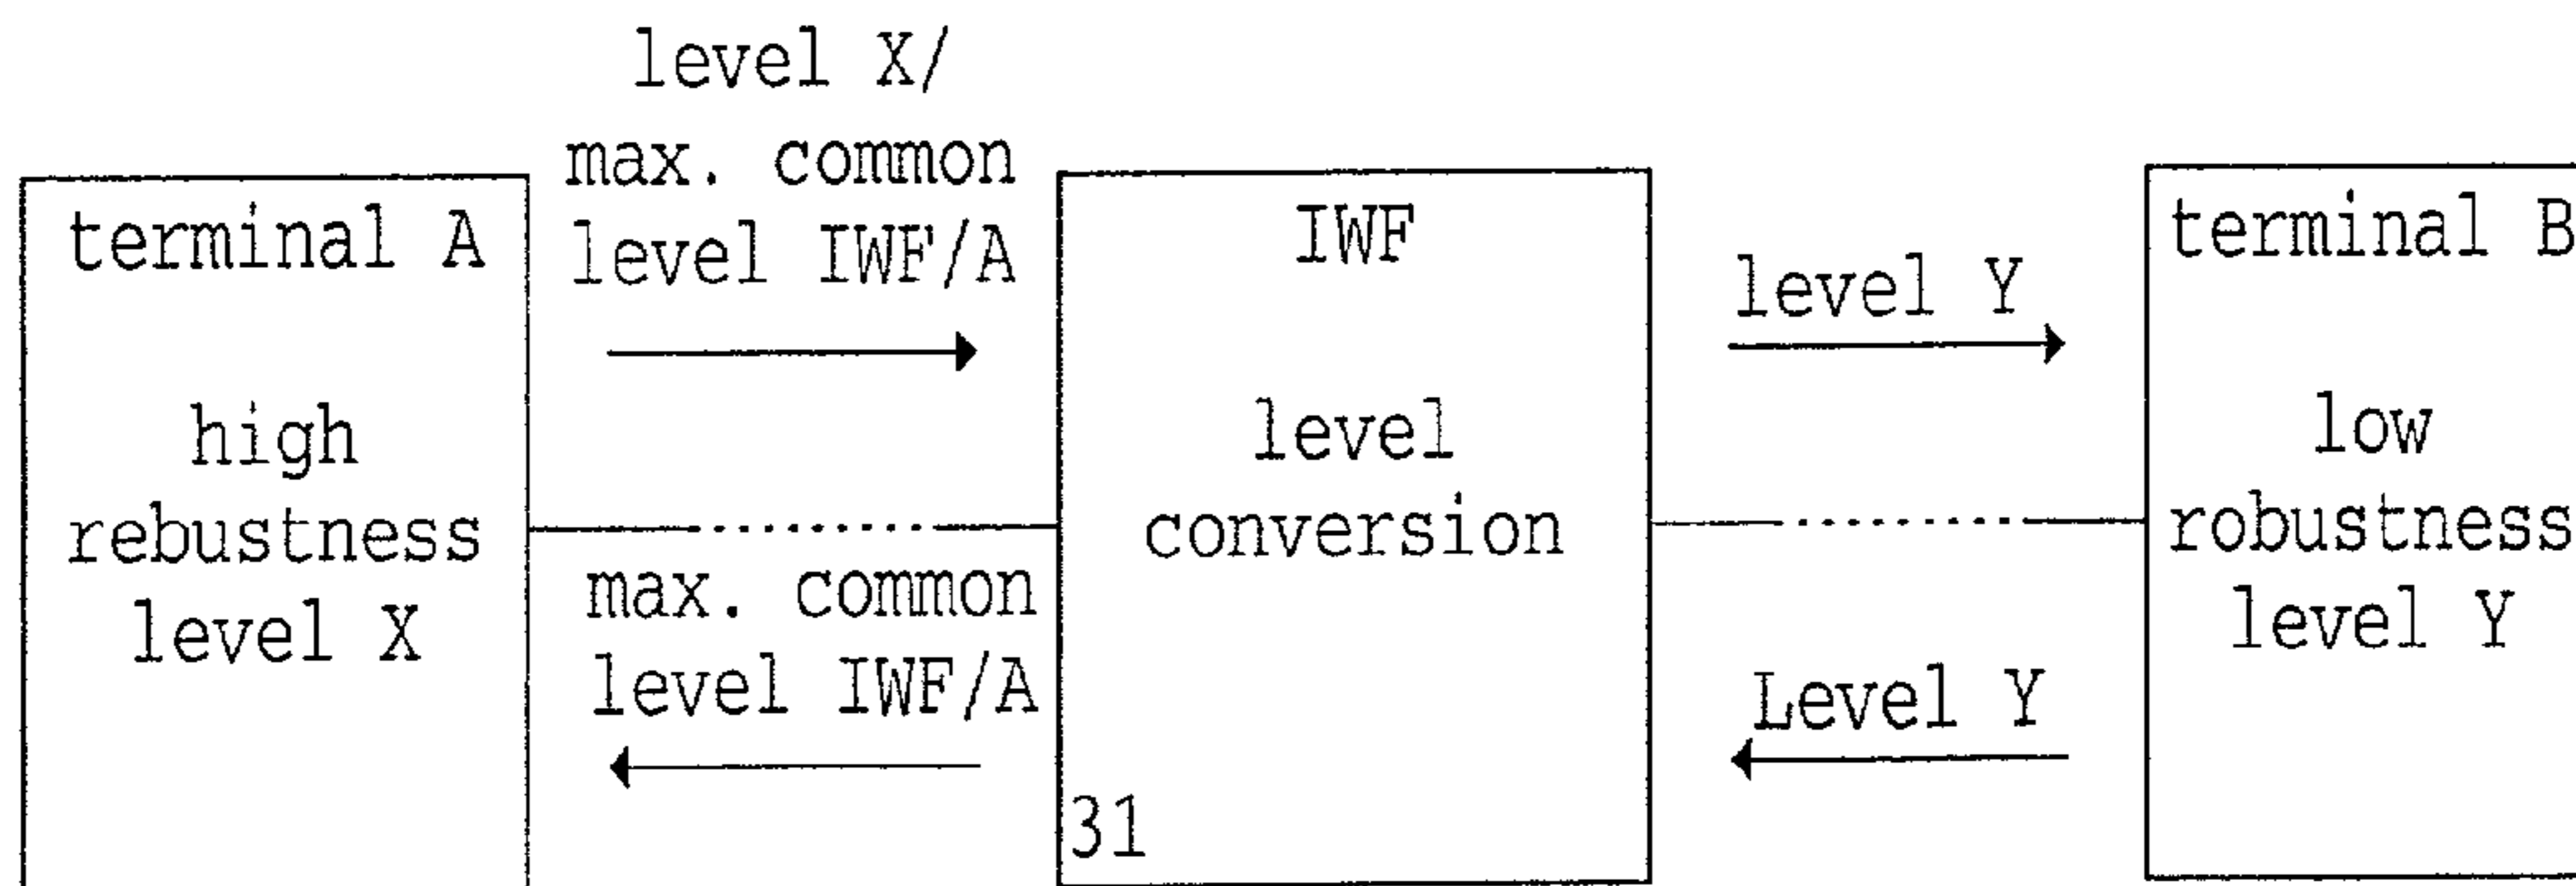 level X/
max. common
level IWF/A
terminal A
high
rebustness
level X
max. common
level IWF/A
IWF
level
conversion
31
level Y
Level Y
terminal B
low
robustness
level Y